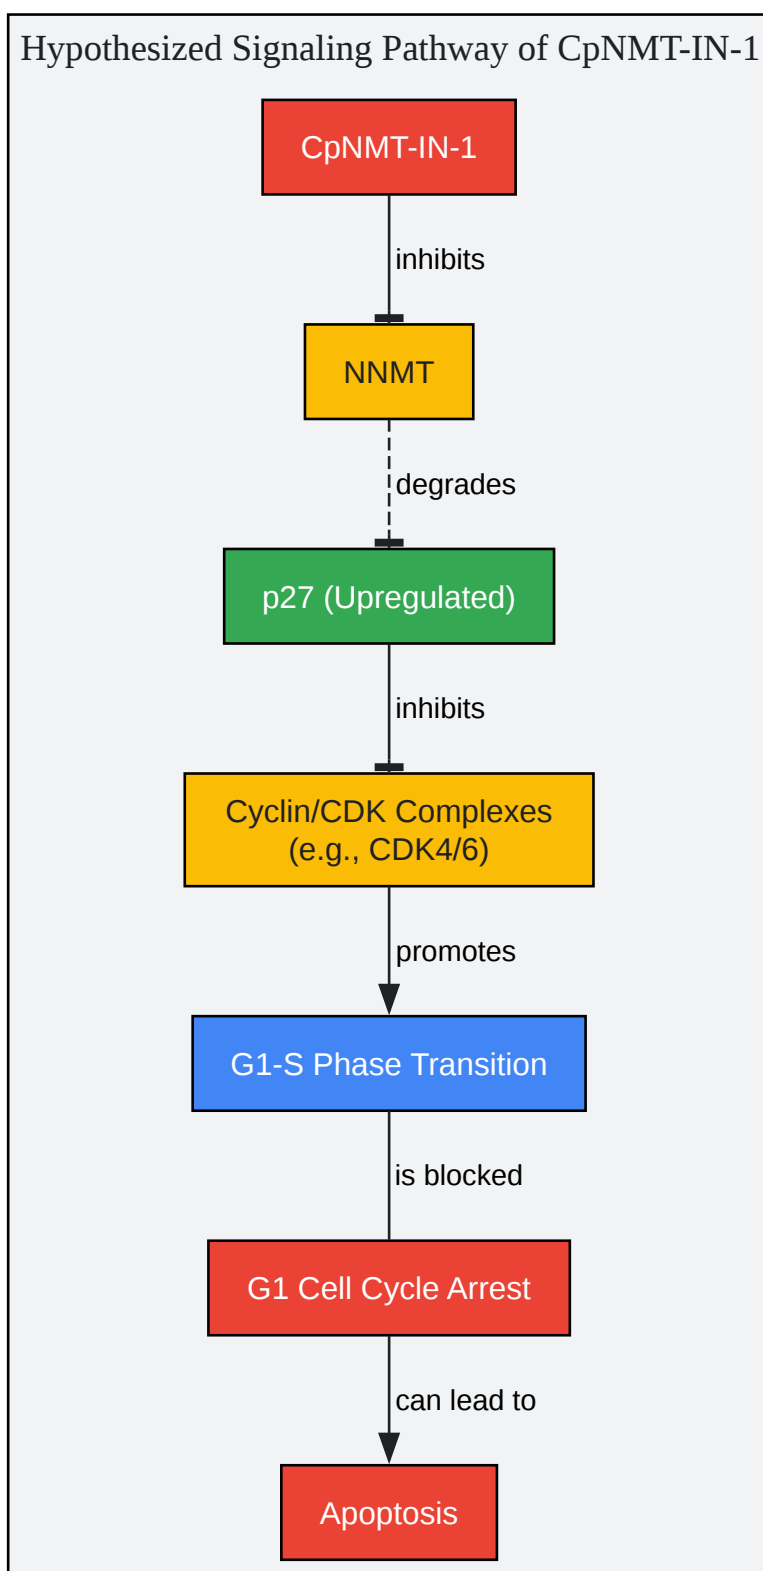 Hypothesized Signaling Pathway of CpNMT-IN-1
CpNMT-IN-1
inhibits
NNMT
degrades
p27 (Upregulated)
inhibits
Cyclin/CDK Complexes
(e.g., CDK4/6)
promotes
G1-S Phase Transition
is blocked
G1 Cell Cycle Arrest
can lead to
Apoptosis